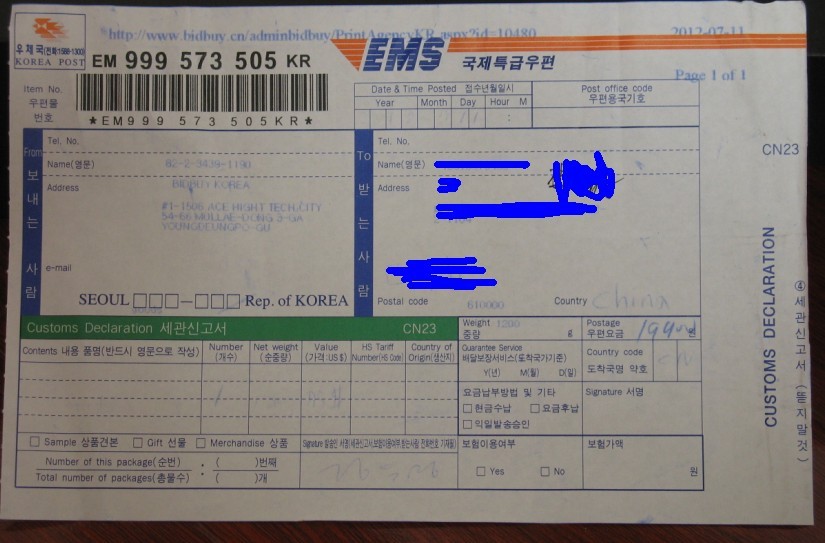 http://www.bidbuy.cn/adminbidbuy/PrintAgencyKR.aspx?id=10480
2012-07-11
우체국(전화:1588-1300)
KOREA POST
EM 999 573 505 KR
EMS 국제특급우편
Page 1 of 1
Item No.
우편물
번호
★EM999 573 505KR★
Date & Time Posted 접수년월일시
Year Month Day Hour M
:
Post office code
우편용국기호
From 보내는 사람
Tel. No.
Name(영문) 82-2-3439-1190
Address BIDBUY KOREA
#1-1506 ACE HIGHT TECH.CITY
54-66 MULLAE-DONG 3-GA
YOUNGDEUNGPO-GU
e-mail
SEOUL □□□-□□□ Rep. of KOREA
To 받는 사람
Tel. No.
Name(영문)
Address
Postal code 610000 Country China
CN23
CUSTOMS DECLARATION
④세관신고서 (뜯지말것)
Customs Declaration 세관신고서 CN23
Contents 내용품명(반드시 영문으로 작성)
Number
(개수)
Net weight
(순중량)
Value
(가격:US $)
HS Tariff
Number(HS Code)
Country of
Origin(생산지)
Sample 상품견본 Gift 선물 Merchandise 상품
Number of this package(순번) : ( )번째
Total number of packages(총물수) ( )개
Weight 1200
중량 g
Postage
우편요금 원
Guarantee Service
배달보장서비스(도착국가기준)
Y(년) M(월) D(일)
Country code
도착국명 약호
요금납부방법 및 기타
현금수납 요금후납
익일발송승인
Signature 서명
보험이용여부
Yes No
보험가액
원